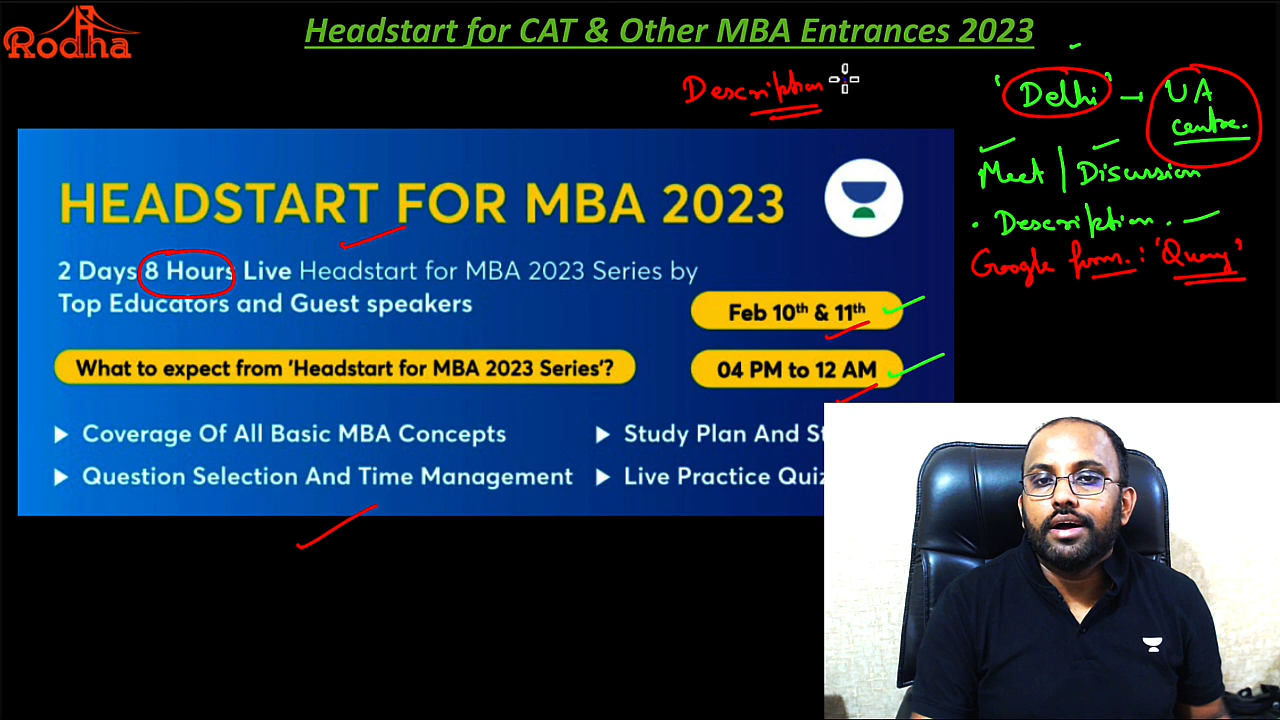 Rodha
Headstart for CAT & Other MBA Entrances 2023
Description
'Delhi' → UA
centre.
Meet | Discussion
• Description. —
Google form. : 'Query'
HEADSTART FOR MBA 2023
2 Days 8 Hours Live Headstart for MBA 2023 Series by
Top Educators and Guest speakers
Feb 10th & 11th
What to expect from 'Headstart for MBA 2023 Series'?
04 PM to 12 AM
Coverage Of All Basic MBA Concepts
Study Plan And
Question Selection And Time Management
Live Practice